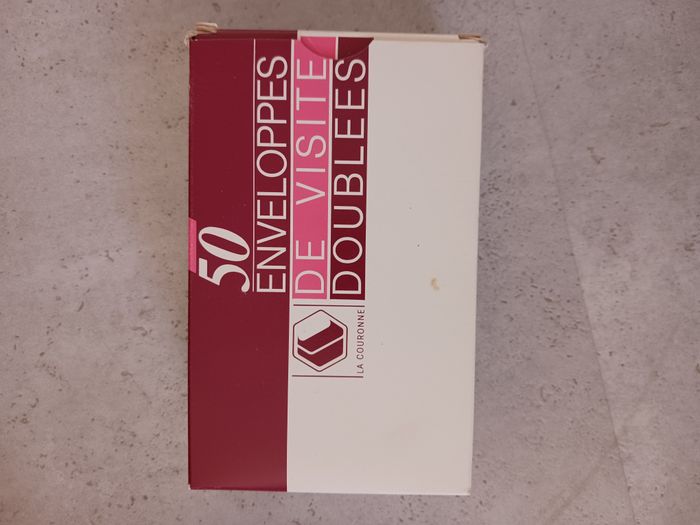 50
ENVELOPPES
DE VISITE
DOUBLEES
LA COURONNE